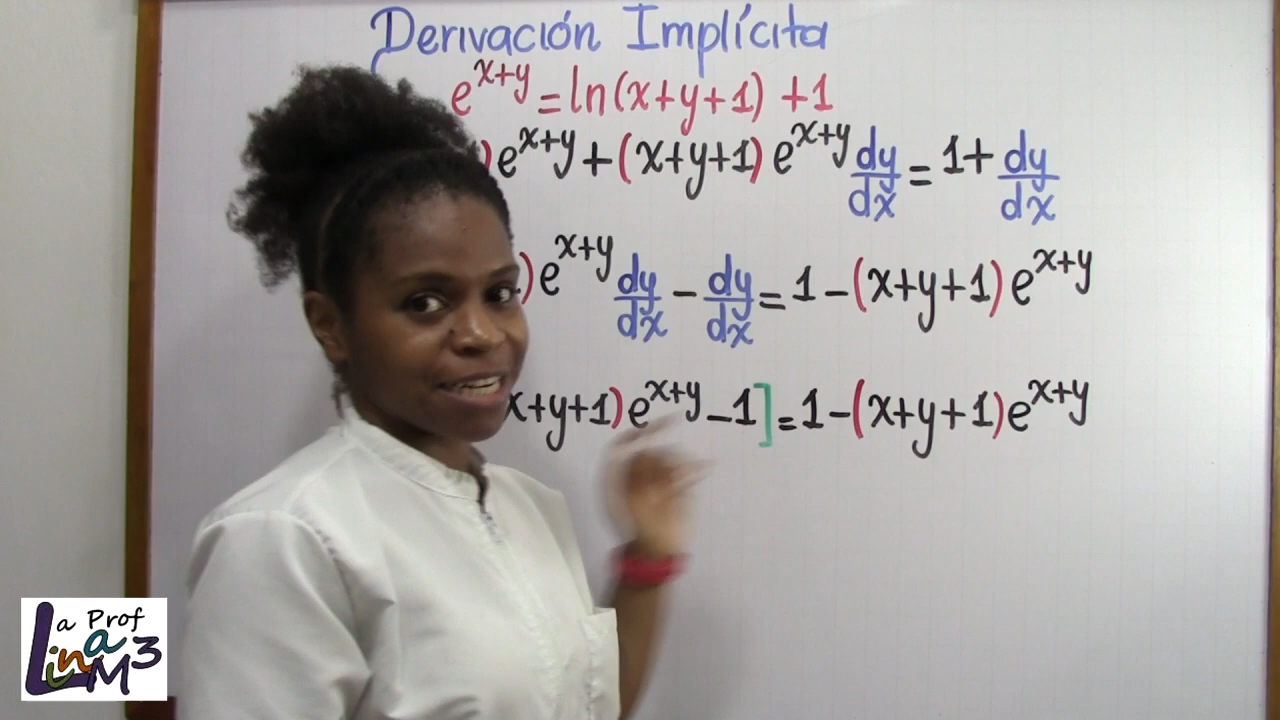 Derivación Implícita
e^{x+y} = ln(x+y+1) +1
)e^{x+y} + (x+y+1) e^{x+y} dy/dx = 1+ dy/dx
)e^{x+y} dy/dx - dy/dx = 1-(x+y+1) e^{x+y}
x+y+1)e^{x+y} -1] = 1-(x+y+1)e^{x+y}
La Prof
Lina M3